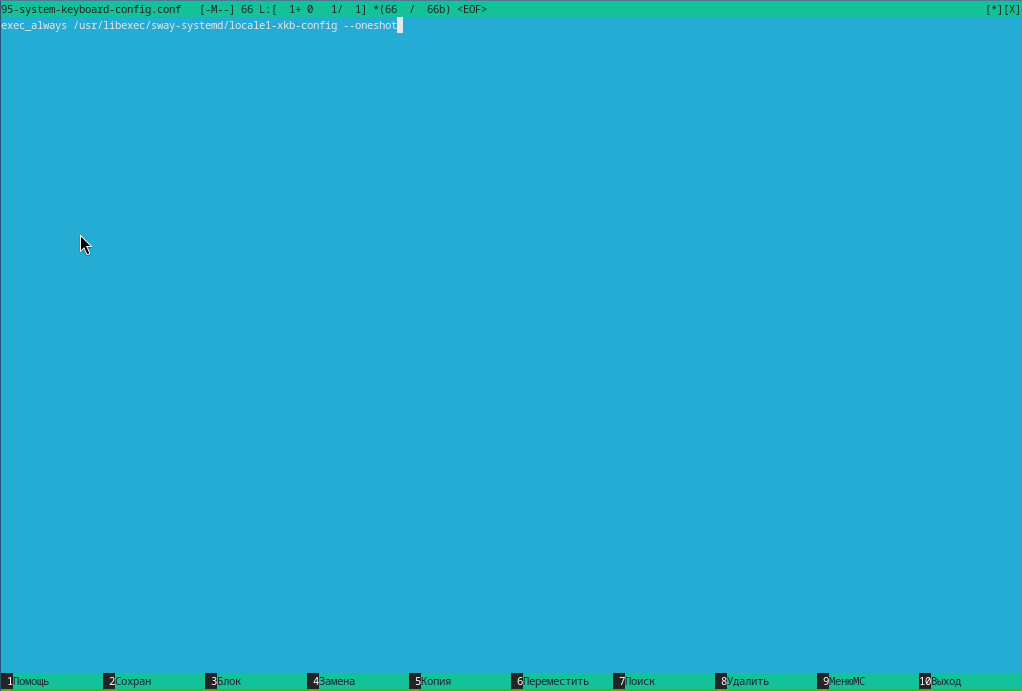 95-system-keyboard-config.conf   [-M--] 66 L:[  1+ 0   1/  1] *(66  /  66b) <EOF>   [*][X]
exec_always /usr/libexec/sway-systemd/locale1-xkb-config --oneshot
1Помощь 2Сохран 3Блок 4Замена 5Копия 6Переместить 7Поиск 8Удалить 9МенюMC 10Выход